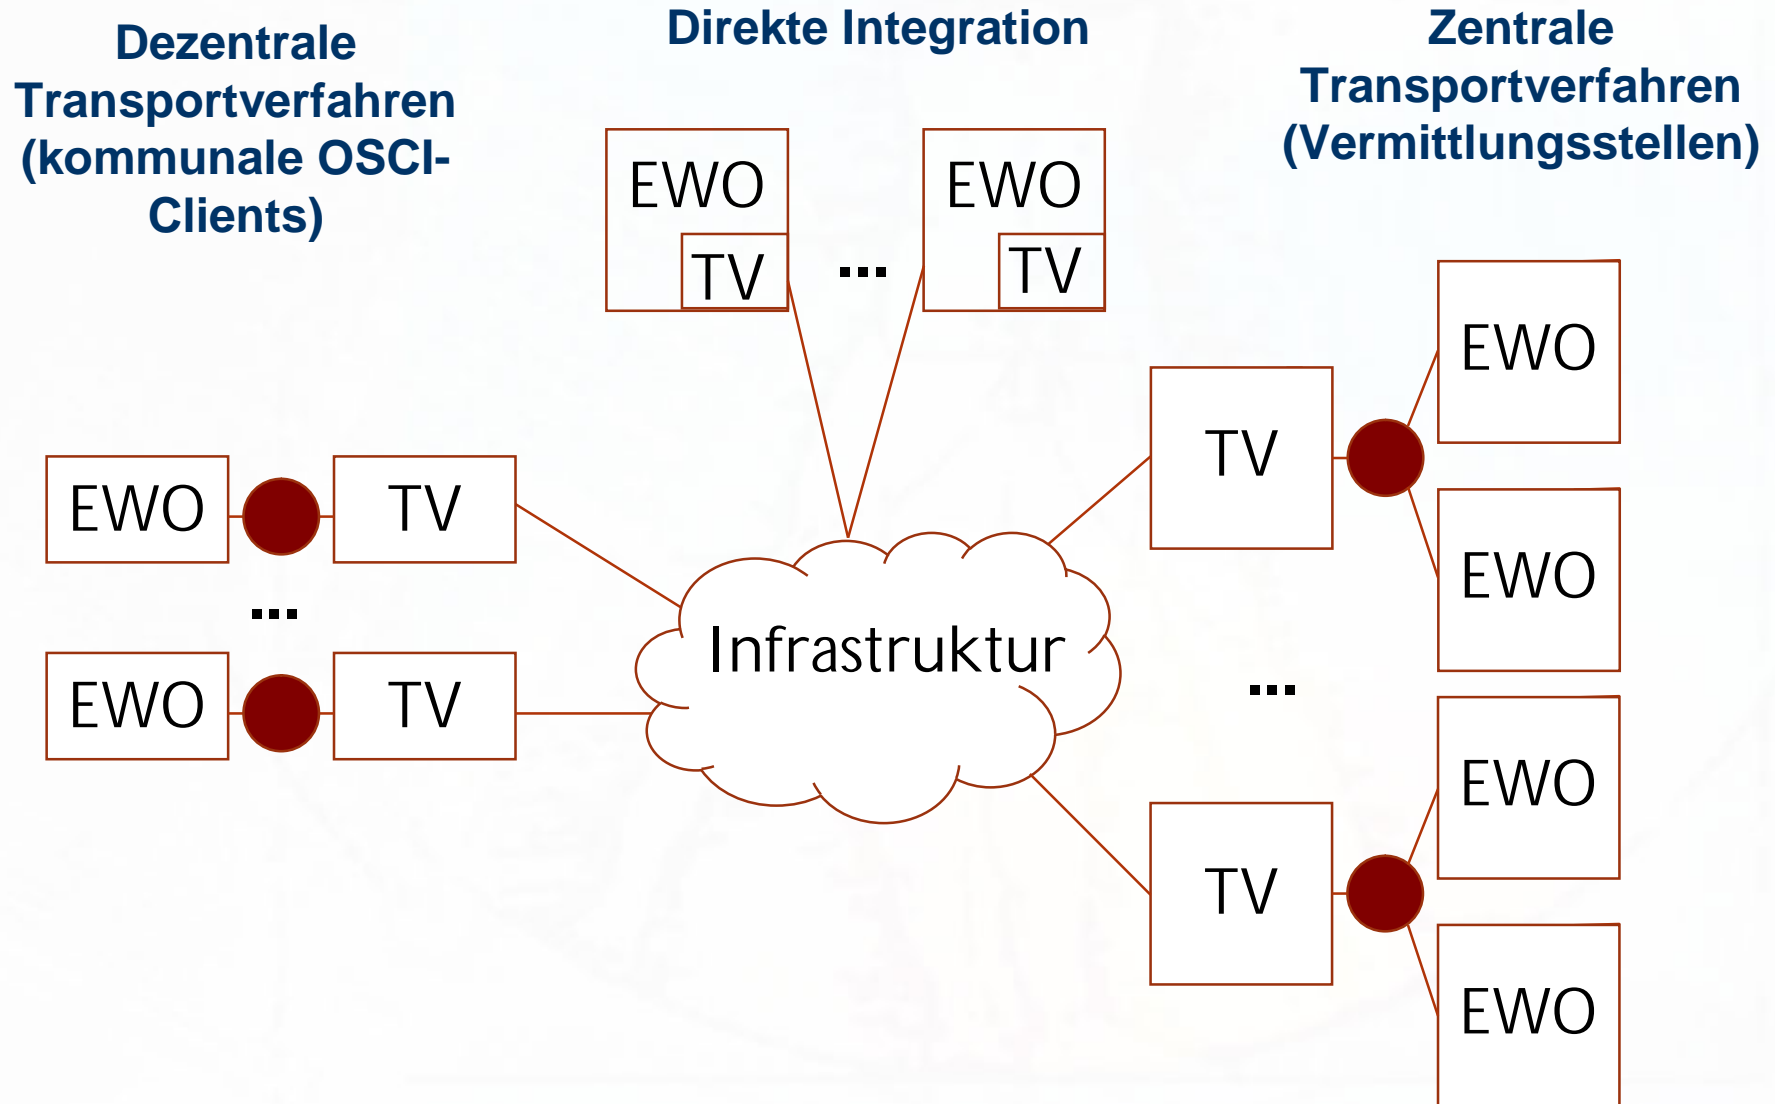 Dezentrale
Transportverfahren
(kommunale OSCI-
Clients)
Direkte Integration
Zentrale
Transportverfahren
(Vermittlungsstellen)
EWO
TV
...
EWO
TV
EWO
TV
...
EWO
TV
Infrastruktur
TV
EWO
EWO
...
TV
EWO
EWO